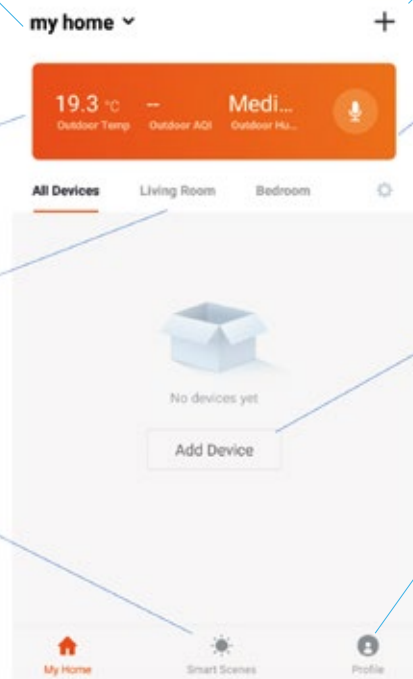 my home
19.3 °C -- Medi...
Outdoor Temp Outdoor AQI Outdoor Hu...
All Devices Living Room Bedroom
No devices yet
Add Device
My Home Smart Scenes Profile